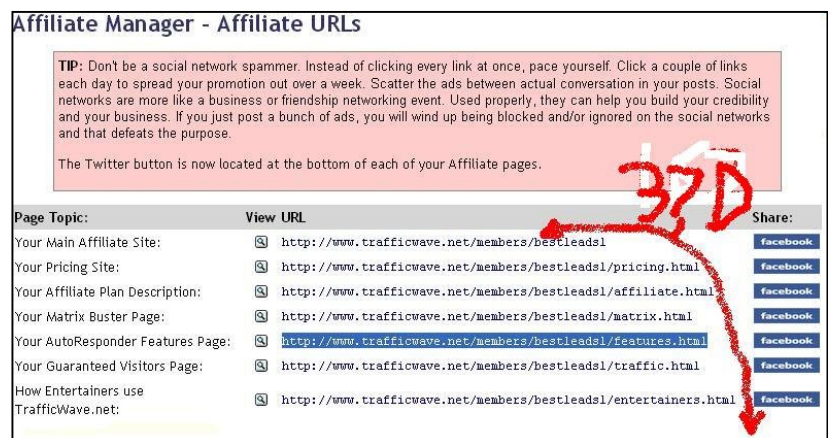 Affiliate Manager - Affiliate URLs
TIP: Don't be a social network spammer. Instead of clicking every link at once, pace yourself. Click a couple of links
each day to spread your promotion out over a week. Scatter the ads between actual conversation in your posts. Social
networks are more like a business or friendship networking event. Used properly, they can help you build your credibility
and your business. If you just post a bunch of ads, you will wind up being blocked and/or ignored on the social networks
and that defeats the purpose.
The Twitter button is now located at the bottom of each of your Affiliate pages.
Page Topic: View URL Share:
Your Main Affiliate Site: http://www.trafficwave.net/members/bestleads1 facebook
Your Pricing Site: http://www.trafficwave.net/members/bestleads1/pricing.html facebook
Your Affiliate Plan Description: http://www.trafficwave.net/members/bestleads1/affiliate.html facebook
Your Matrix Buster Page: http://www.trafficwave.net/members/bestleads1/matrix.html facebook
Your AutoResponder Features Page: http://www.trafficwave.net/members/bestleads1/features.html facebook
Your Guaranteed Visitors Page: http://www.trafficwave.net/members/bestleads1/traffic.html facebook
How Entertainers use
TrafficWave.net: http://www.trafficwave.net/members/bestleads1/entertainers.html facebook